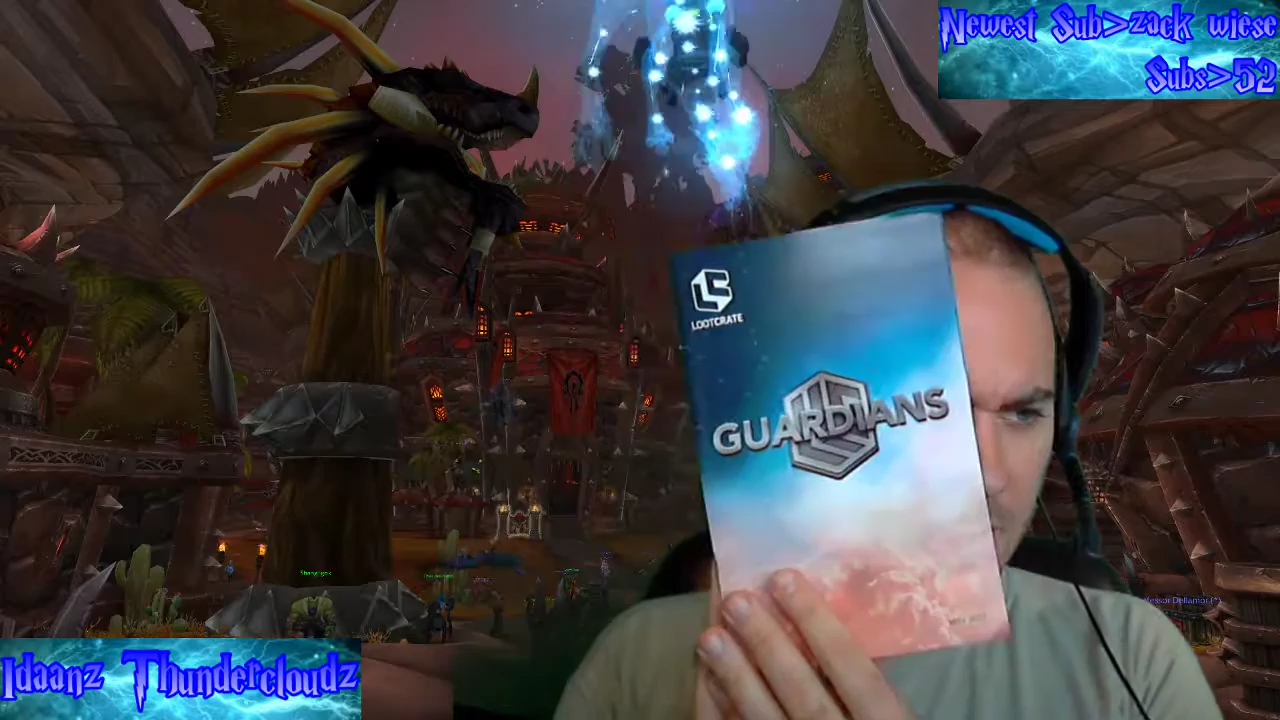 Newest Sub>zack wiese
Subs>52
LOOTCRATE
GUARDIANS
Idaanz Thundercloudz